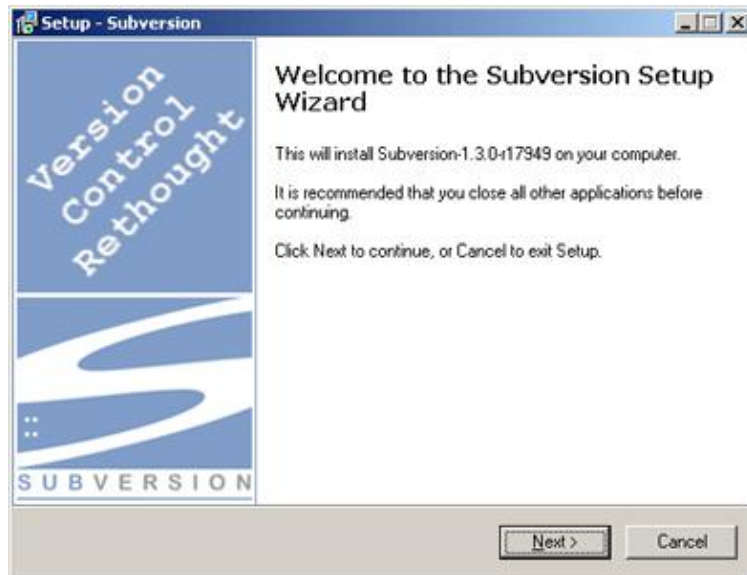 Setup - Subversion
Version
Control
Rethought
SUBVERSION
Welcome to the Subversion Setup
Wizard
This will install Subversion-1.3.0-r17949 on your computer.
It is recommended that you close all other applications before
continuing.
Click Next to continue, or Cancel to exit Setup.
Next >
Cancel